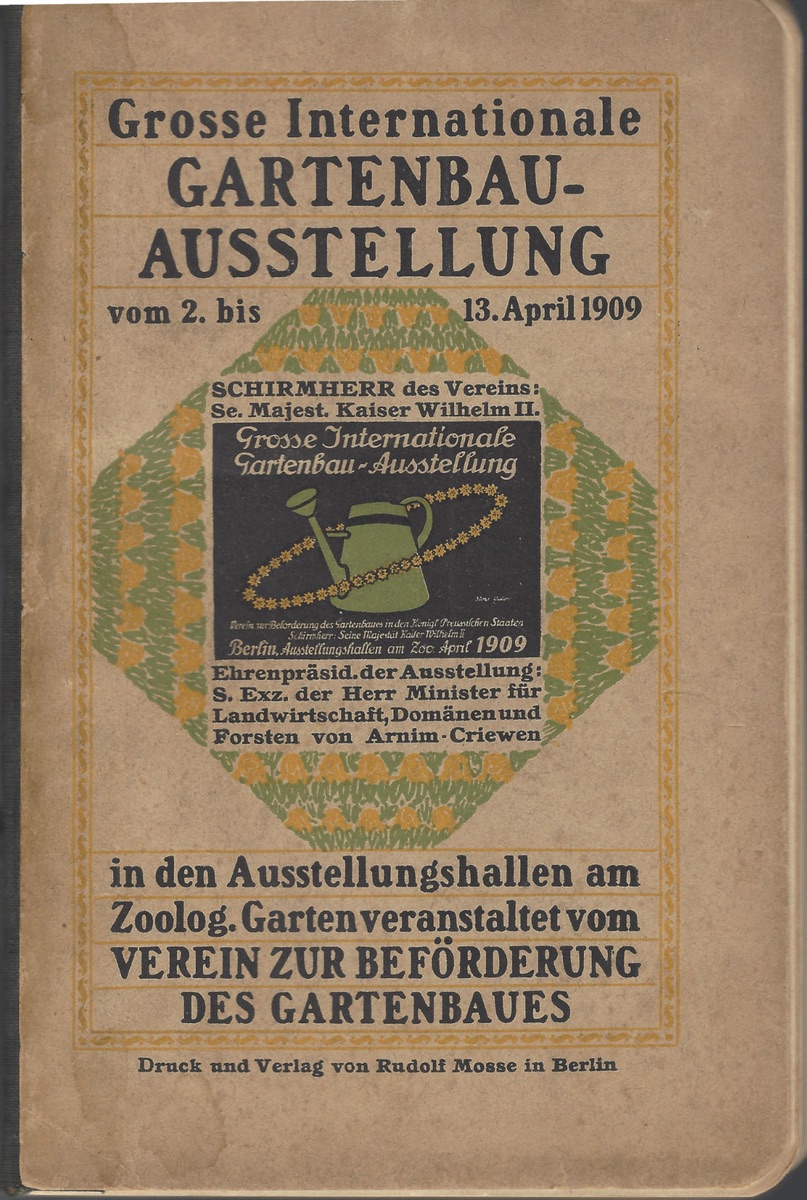 Grosse Internationale
GARTENBAU-
AUSSTELLUNG
vom 2. bis 13. April 1909
SCHIRMHERR des Vereins:
Se. Majest. Kaiser Wilhelm II.
Grosse Internationale
Gartenbau-Ausstellung
Verein zur Beförderung des Gartenbaues in den Königl Preussischen Staaten
Schirmherr: Seine Majestät Kaiser Wilhelm II
Berlin, Ausstellungshallen am Zoo: April 1909
Ehrenpräsid. der Ausstellung:
S. Exz. der Herr Minister für
Landwirtschaft, Domänen und
Forsten von Arnim-Criewen
in den Ausstellungshallen am
Zoolog. Garten veranstaltet vom
VEREIN ZUR BEFÖRDERUNG
DES GARTENBAUES
Druck und Verlag von Rudolf Mosse in Berlin